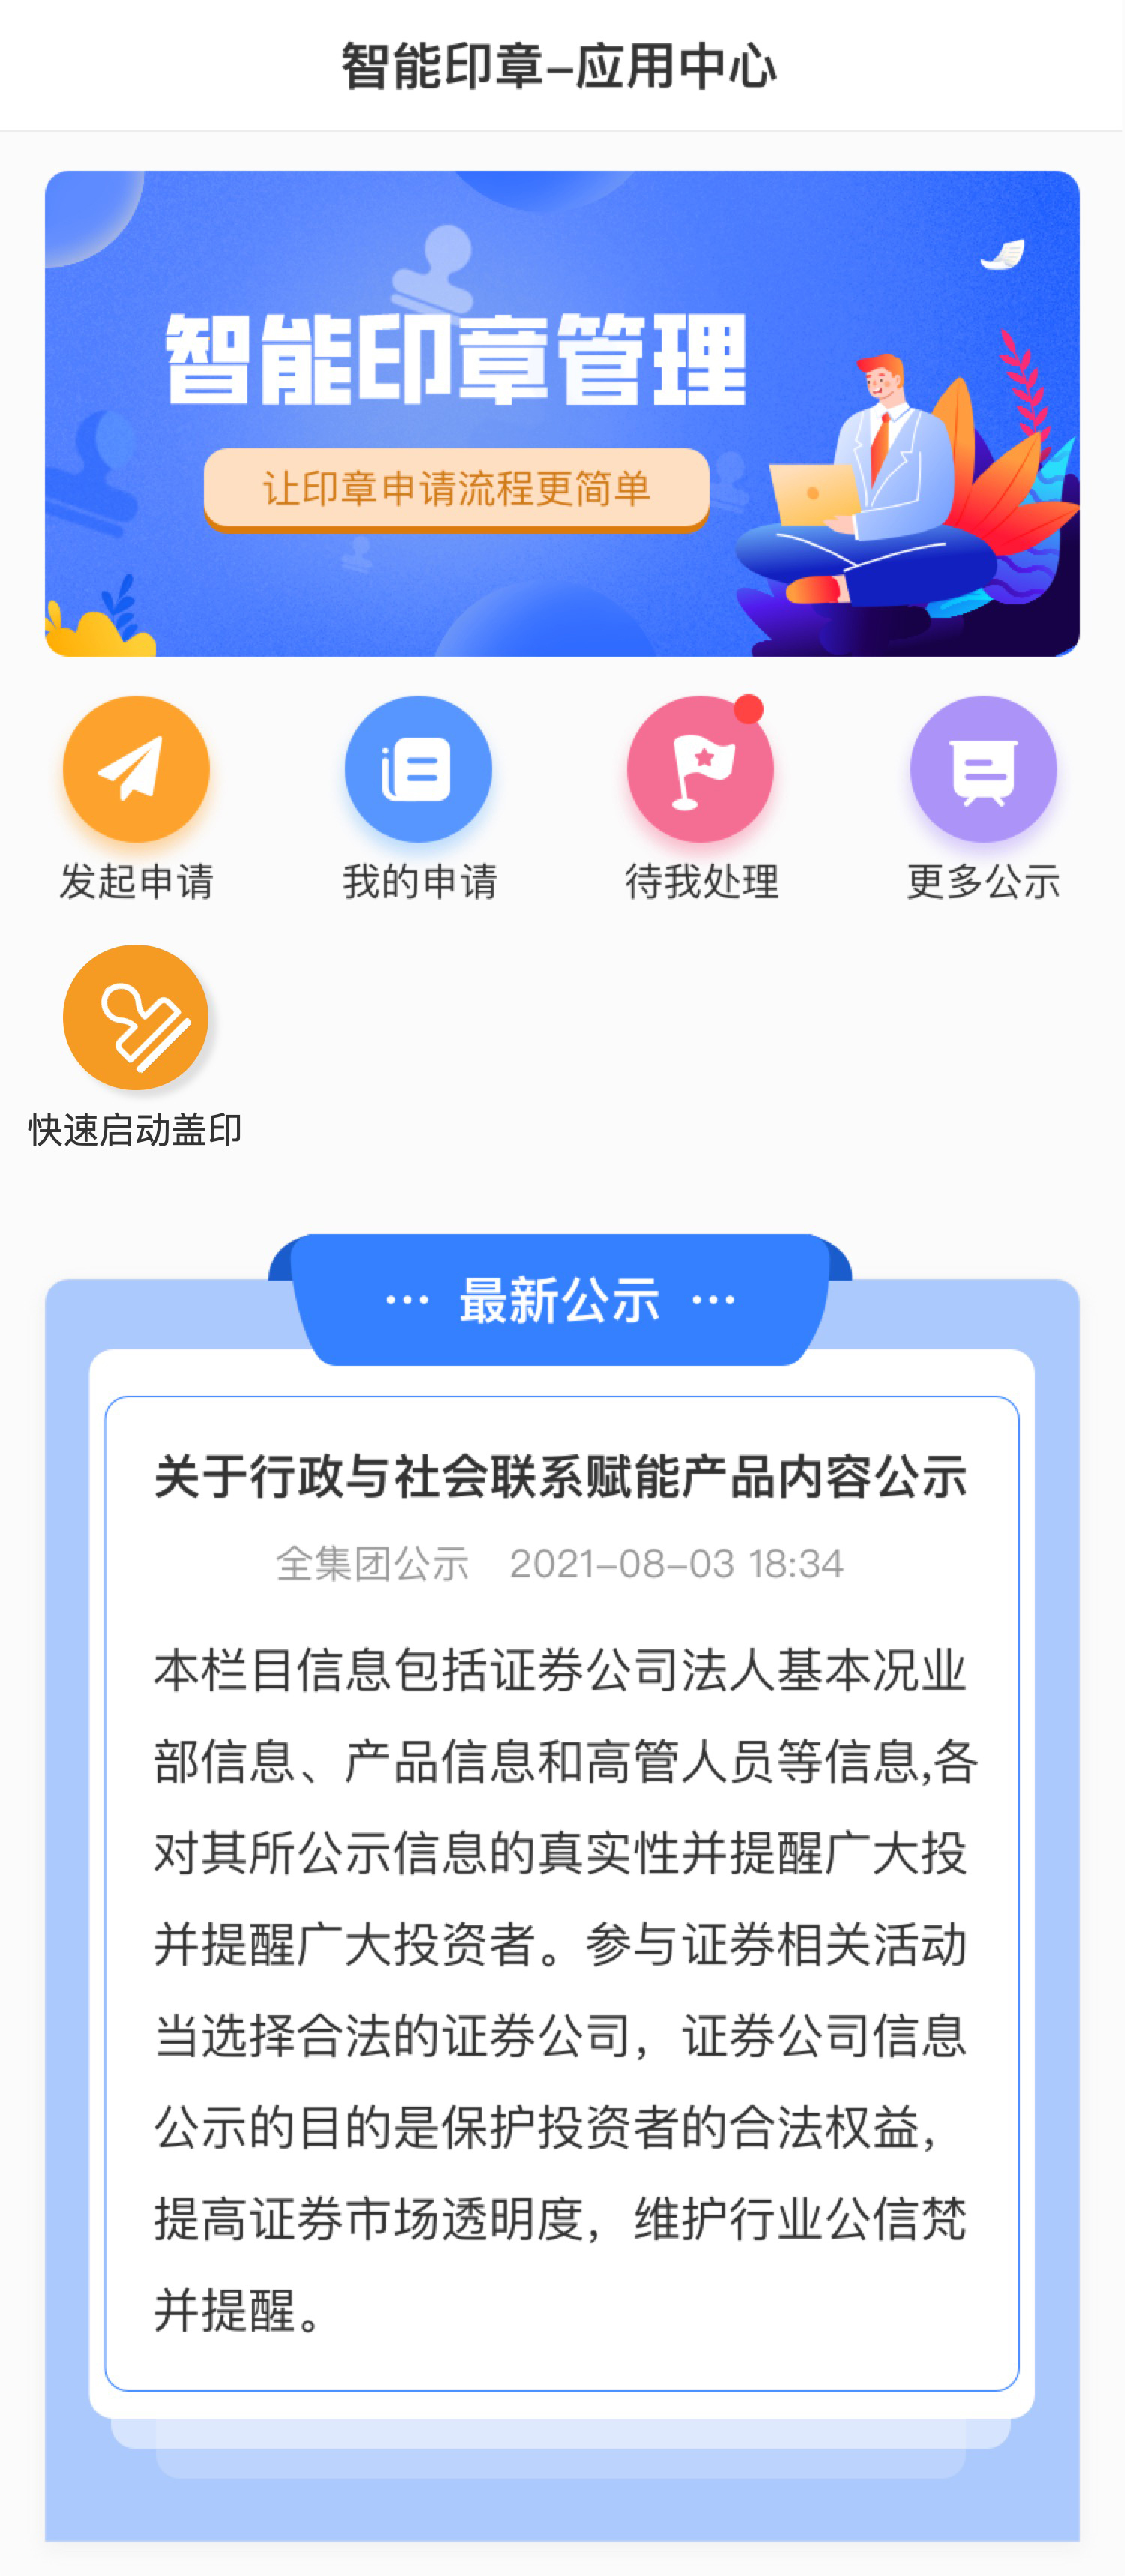 智能印章–应用中心
智能印章管理
让印章申请流程更简单
发起申请
我的申请
待我处理
更多公示
快速启动盖印
··· 最新公示 ···
关于行政与社会联系赋能产品内容公示
全集团公示 2021–08–03 18:34
本栏目信息包括证券公司法人基本况业
部信息、产品信息和高管人员等信息,各
对其所公示信息的真实性并提醒广大投
并提醒广大投资者。参与证券相关活动
当选择合法的证券公司，证券公司信息
公示的目的是保护投资者的合法权益，
提高证券市场透明度，维护行业公信梵
并提醒。